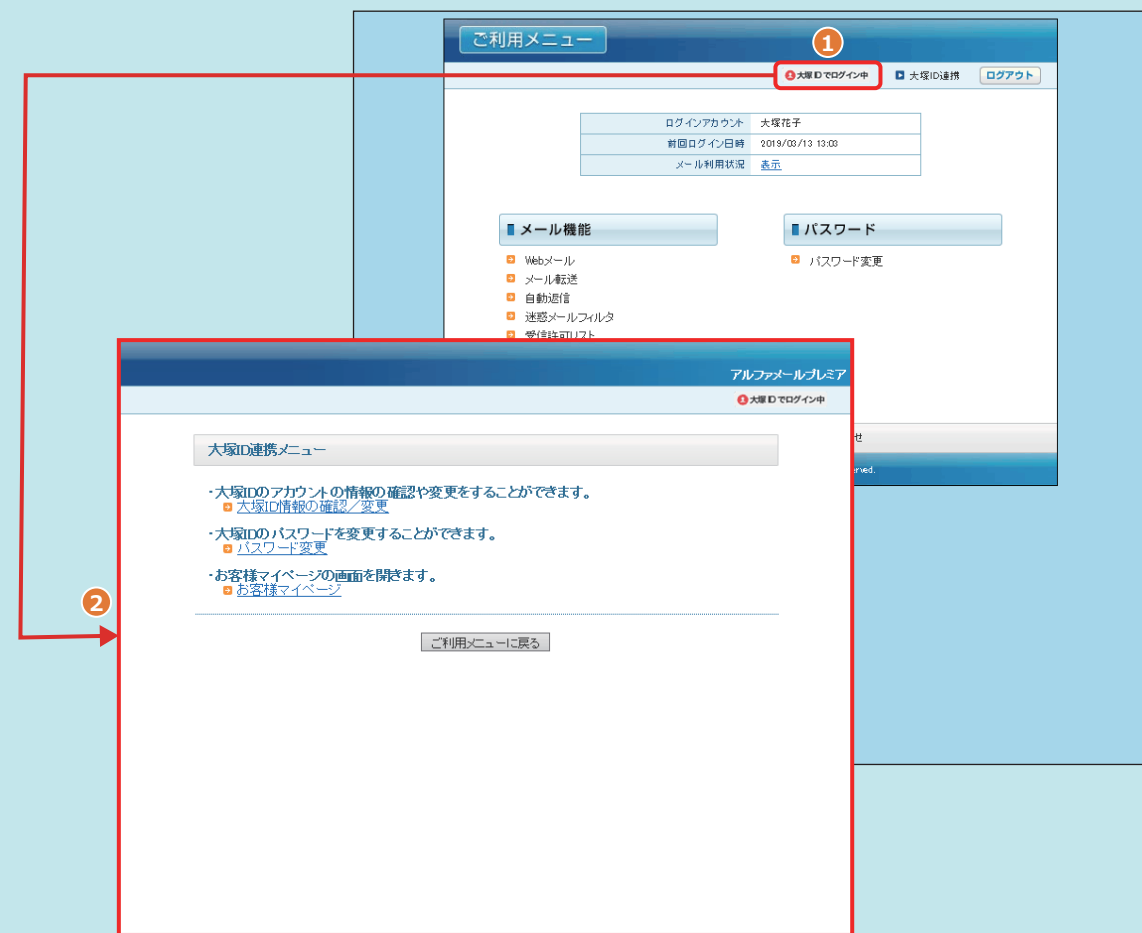 ご利用メニュー
1
大塚IDでログイン中
大塚ID連携
ログアウト
ログインアカウント 大塚花子
前回ログイン日時 2019/03/13 13:03
メール利用状況 表示
メール機能
Webメール
メール転送
自動返信
迷惑メールフィルタ
受信許可リスト
パスワード
パスワード変更
せ
erved.
2
アルファメールプレミア
大塚IDでログイン中
大塚ID連携メニュー
・大塚IDのアカウントの情報の確認や変更をすることができます。
大塚ID情報の確認／変更
・大塚IDのパスワードを変更することができます。
パスワード変更
・お客様マイページの画面を開きます。
お客様マイページ
ご利用メニューに戻る